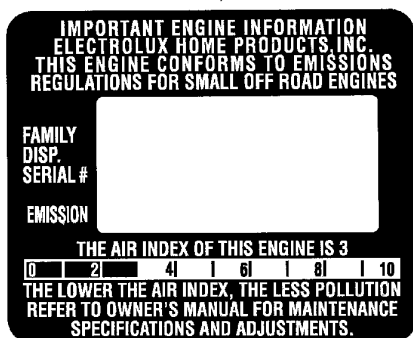 IMPORTANT ENGINE INFORMATION
ELECTROLUX HOME PRODUCTS, INC.
THIS ENGINE CONFORMS TO EMISSIONS
REGULATIONS FOR SMALL OFF ROAD ENGINES
FAMILY
DISP.
SERIAL #
EMISSION
THE AIR INDEX OF THIS ENGINE IS 3
0 2 4 6 8 10
THE LOWER THE AIR INDEX, THE LESS POLLUTION
REFER TO OWNER'S MANUAL FOR MAINTENANCE
SPECIFICATIONS AND ADJUSTMENTS.